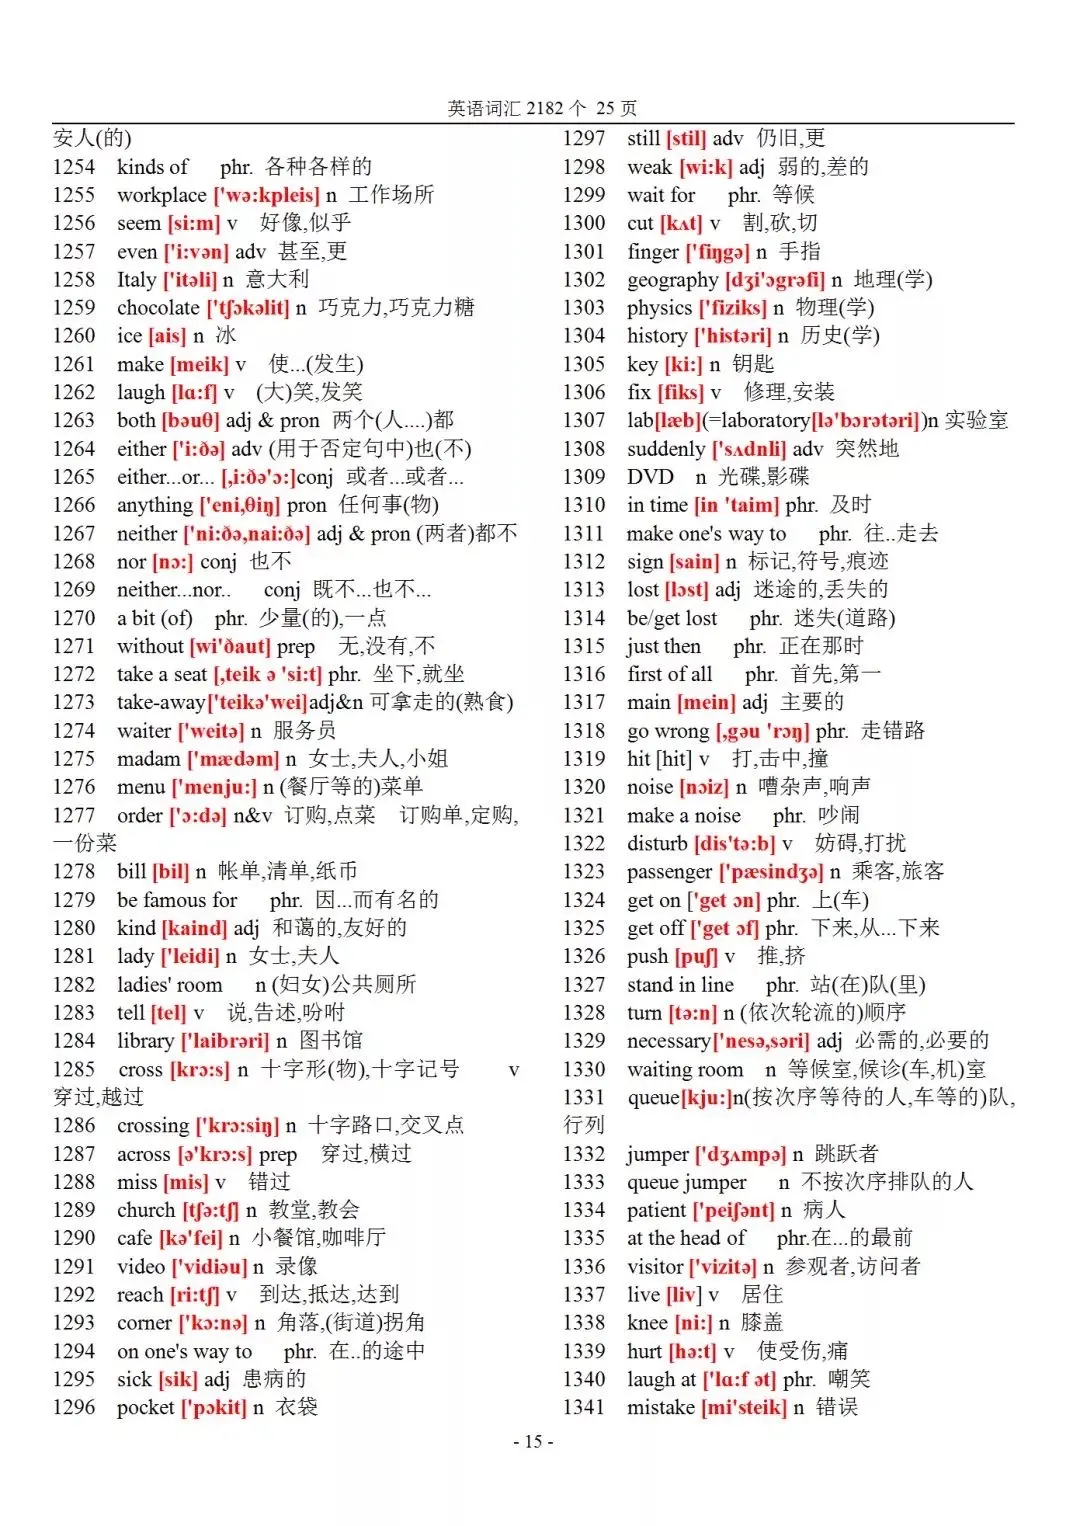 英语词汇 2182 个 25 页
安人(的)
1254 kinds of phr. 各种各样的
1255 workplace ['wə:kpleis] n 工作场所
1256 seem [si:m] v 好像,似乎
1257 even ['i:vən] adv 甚至,更
1258 Italy ['itəli] n 意大利
1259 chocolate ['tʃɔkəlit] n 巧克力,巧克力糖
1260 ice [ais] n 冰
1261 make [meik] v 使...(发生)
1262 laugh [lɑ:f] v (大)笑,发笑
1263 both [bəuθ] adj & pron 两个(人....)都
1264 either ['i:ðə] adv (用于否定句中)也(不)
1265 either...or... [,i:ðə'ɔ:]conj 或者...或者...
1266 anything ['eni,θiŋ] pron 任何事(物)
1267 neither ['ni:ðə,nai:ðə] adj & pron (两者)都不
1268 nor [nɔ:] conj 也不
1269 neither...nor.. conj 既不...也不...
1270 a bit (of) phr. 少量(的),一点
1271 without [wi'ðaut] prep 无,没有,不
1272 take a seat [,teik ə 'si:t] phr. 坐下,就坐
1273 take-away['teikə'wei]adj&n 可拿走的(熟食)
1274 waiter ['weitə] n 服务员
1275 madam ['mædəm] n 女士,夫人,小姐
1276 menu ['menju:] n (餐厅等的)菜单
1277 order ['ɔ:də] n&v 订购,点菜 订购单,定购,
一份菜
1278 bill [bil] n 帐单,清单,纸币
1279 be famous for phr. 因...而有名的
1280 kind [kaind] adj 和蔼的,友好的
1281 lady ['leidi] n 女士,夫人
1282 ladies' room n (妇女)公共厕所
1283 tell [tel] v 说,告述,吩咐
1284 library ['laibrəri] n 图书馆
1285 cross [krɔ:s] n 十字形(物),十字记号 v
穿过,越过
1286 crossing ['krɔ:siŋ] n 十字路口,交叉点
1287 across [ə'krɔ:s] prep 穿过,横过
1288 miss [mis] v 错过
1289 church [tʃə:tʃ] n 教堂,教会
1290 cafe [kə'fei] n 小餐馆,咖啡厅
1291 video ['vidiəu] n 录像
1292 reach [ri:tʃ] v 到达,抵达,达到
1293 corner ['kɔ:nə] n 角落,(街道)拐角
1294 on one's way to phr. 在..的途中
1295 sick [sik] adj 患病的
1296 pocket ['pɔkit] n 衣袋
1297 still [stil] adv 仍旧,更
1298 weak [wi:k] adj 弱的,差的
1299 wait for phr. 等候
1300 cut [kʌt] v 割,砍,切
1301 finger ['fiŋgə] n 手指
1302 geography [dʒi'ɔgrəfi] n 地理(学)
1303 physics ['fiziks] n 物理(学)
1304 history ['histəri] n 历史(学)
1305 key [ki:] n 钥匙
1306 fix [fiks] v 修理,安装
1307 lab[læb](=laboratory[lə'bɔrətəri])n 实验室
1308 suddenly ['sʌdnli] adv 突然地
1309 DVD n 光碟,影碟
1310 in time [in 'taim] phr. 及时
1311 make one's way to phr. 往..走去
1312 sign [sain] n 标记,符号,痕迹
1313 lost [lɔst] adj 迷途的,丢失的
1314 be/get lost phr. 迷失(道路)
1315 just then phr. 正在那时
1316 first of all phr. 首先,第一
1317 main [mein] adj 主要的
1318 go wrong [,gəu 'rɔŋ] phr. 走错路
1319 hit [hit] v 打,击中,撞
1320 noise [nɔiz] n 嘈杂声,响声
1321 make a noise phr. 吵闹
1322 disturb [dis'tə:b] v 妨碍,打扰
1323 passenger ['pæsindʒə] n 乘客,旅客
1324 get on ['get ɔn] phr. 上(车)
1325 get off ['get ɔf] phr. 下来,从...下来
1326 push [puʃ] v 推,挤
1327 stand in line phr. 站(在)队(里)
1328 turn [tə:n] n (依次轮流的)顺序
1329 necessary['nesə,səri] adj 必需的,必要的
1330 waiting room n 等候室,候诊(车,机)室
1331 queue[kju:]n(按次序等待的人,车等的)队,
行列
1332 jumper ['dʒʌmpə] n 跳跃者
1333 queue jumper n 不按次序排队的人
1334 patient ['peiʃənt] n 病人
1335 at the head of phr.在...的最前
1336 visitor ['vizitə] n 参观者,访问者
1337 live [liv] v 居住
1338 knee [ni:] n 膝盖
1339 hurt [hə:t] v 使受伤,痛
1340 laugh at ['lɑ:f ət] phr. 嘲笑
1341 mistake [mi'steik] n 错误
- 15 -